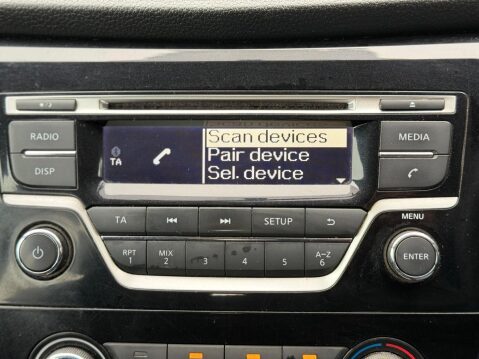 RADIO
DISP
TA
Scan devices
Pair device
Sel. device
MEDIA
TA
SETUP
MENU
RPT
1
MIX
2
3
4
5
A-Z
6
ENTER